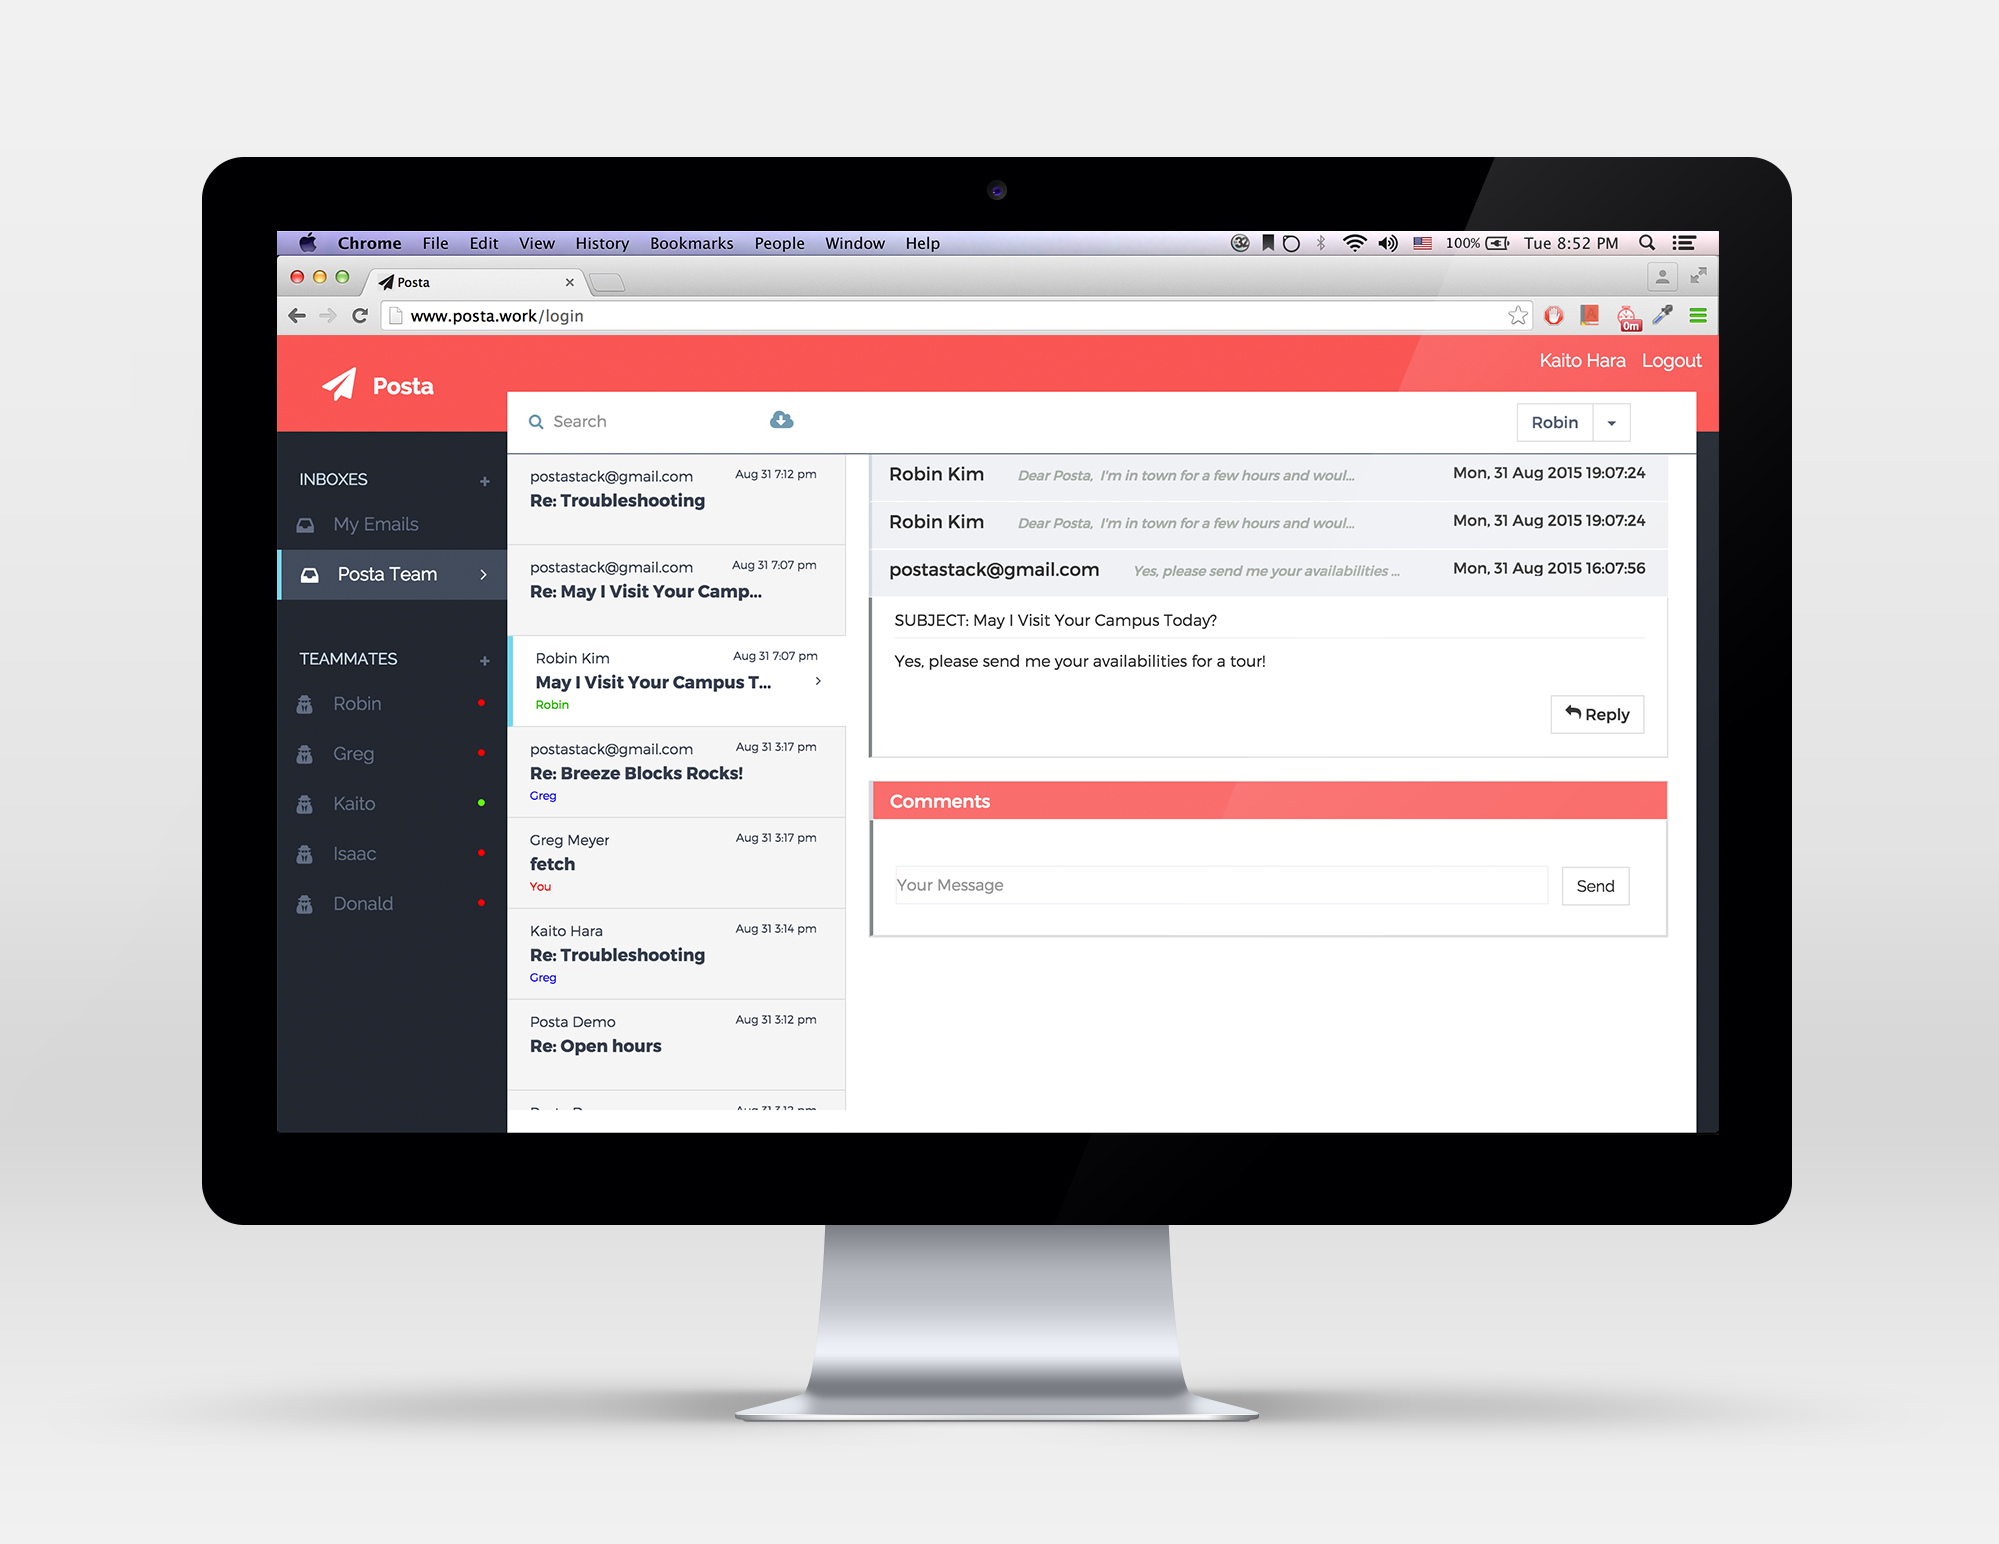 Chrome File Edit View History Bookmarks People Window Help
32 100% Tue 8:52 PM
Posta
www.posta.work/login
0m
Kaito Hara Logout
Posta
Search
Robin
INBOXES +
My Emails
Posta Team
TEAMMATES +
Robin
Greg
Kaito
Isaac
Donald
postastack@gmail.com Aug 31 7:12 pm
Re: Troubleshooting
postastack@gmail.com Aug 31 7:07 pm
Re: May I Visit Your Camp...
Robin Kim Aug 31 7:07 pm
May I Visit Your Campus T...
Robin
postastack@gmail.com Aug 31 3:17 pm
Re: Breeze Blocks Rocks!
Greg
Greg Meyer Aug 31 3:17 pm
fetch
You
Kaito Hara Aug 31 3:14 pm
Re: Troubleshooting
Greg
Posta Demo Aug 31 3:12 pm
Re: Open hours
Aug 31 3:12 pm
Robin Kim Dear Posta, I'm in town for a few hours and woul... Mon, 31 Aug 2015 19:07:24
Robin Kim Dear Posta, I'm in town for a few hours and woul... Mon, 31 Aug 2015 19:07:24
postastack@gmail.com Yes, please send me your availabilities ... Mon, 31 Aug 2015 16:07:56
SUBJECT: May I Visit Your Campus Today?
Yes, please send me your availabilities for a tour!
Reply
Comments
Your Message
Send